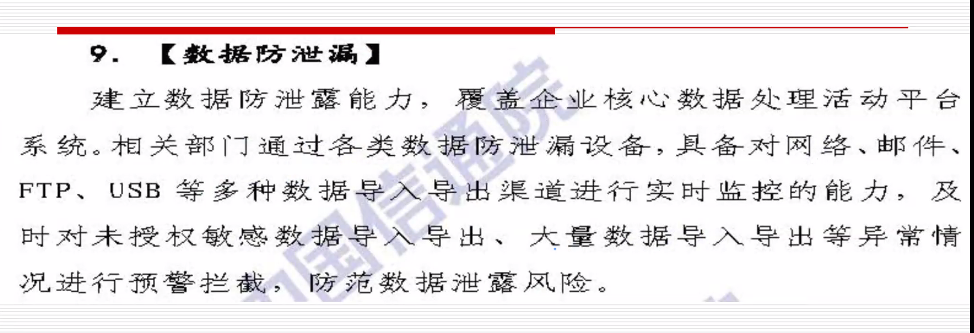 9. 【数据防泄漏】
建立数据防泄露能力，覆盖企业核心数据处理活动平台
系统。相关部门通过各类数据防泄漏设备，具备对网络、邮件、
FTP、USB 等多种数据导入导出渠道进行实时监控的能力，及
时对未授权敏感数据导入导出、大量数据导入导出等异常情
况进行预警拦截，防范数据泄露风险。
中国信通院